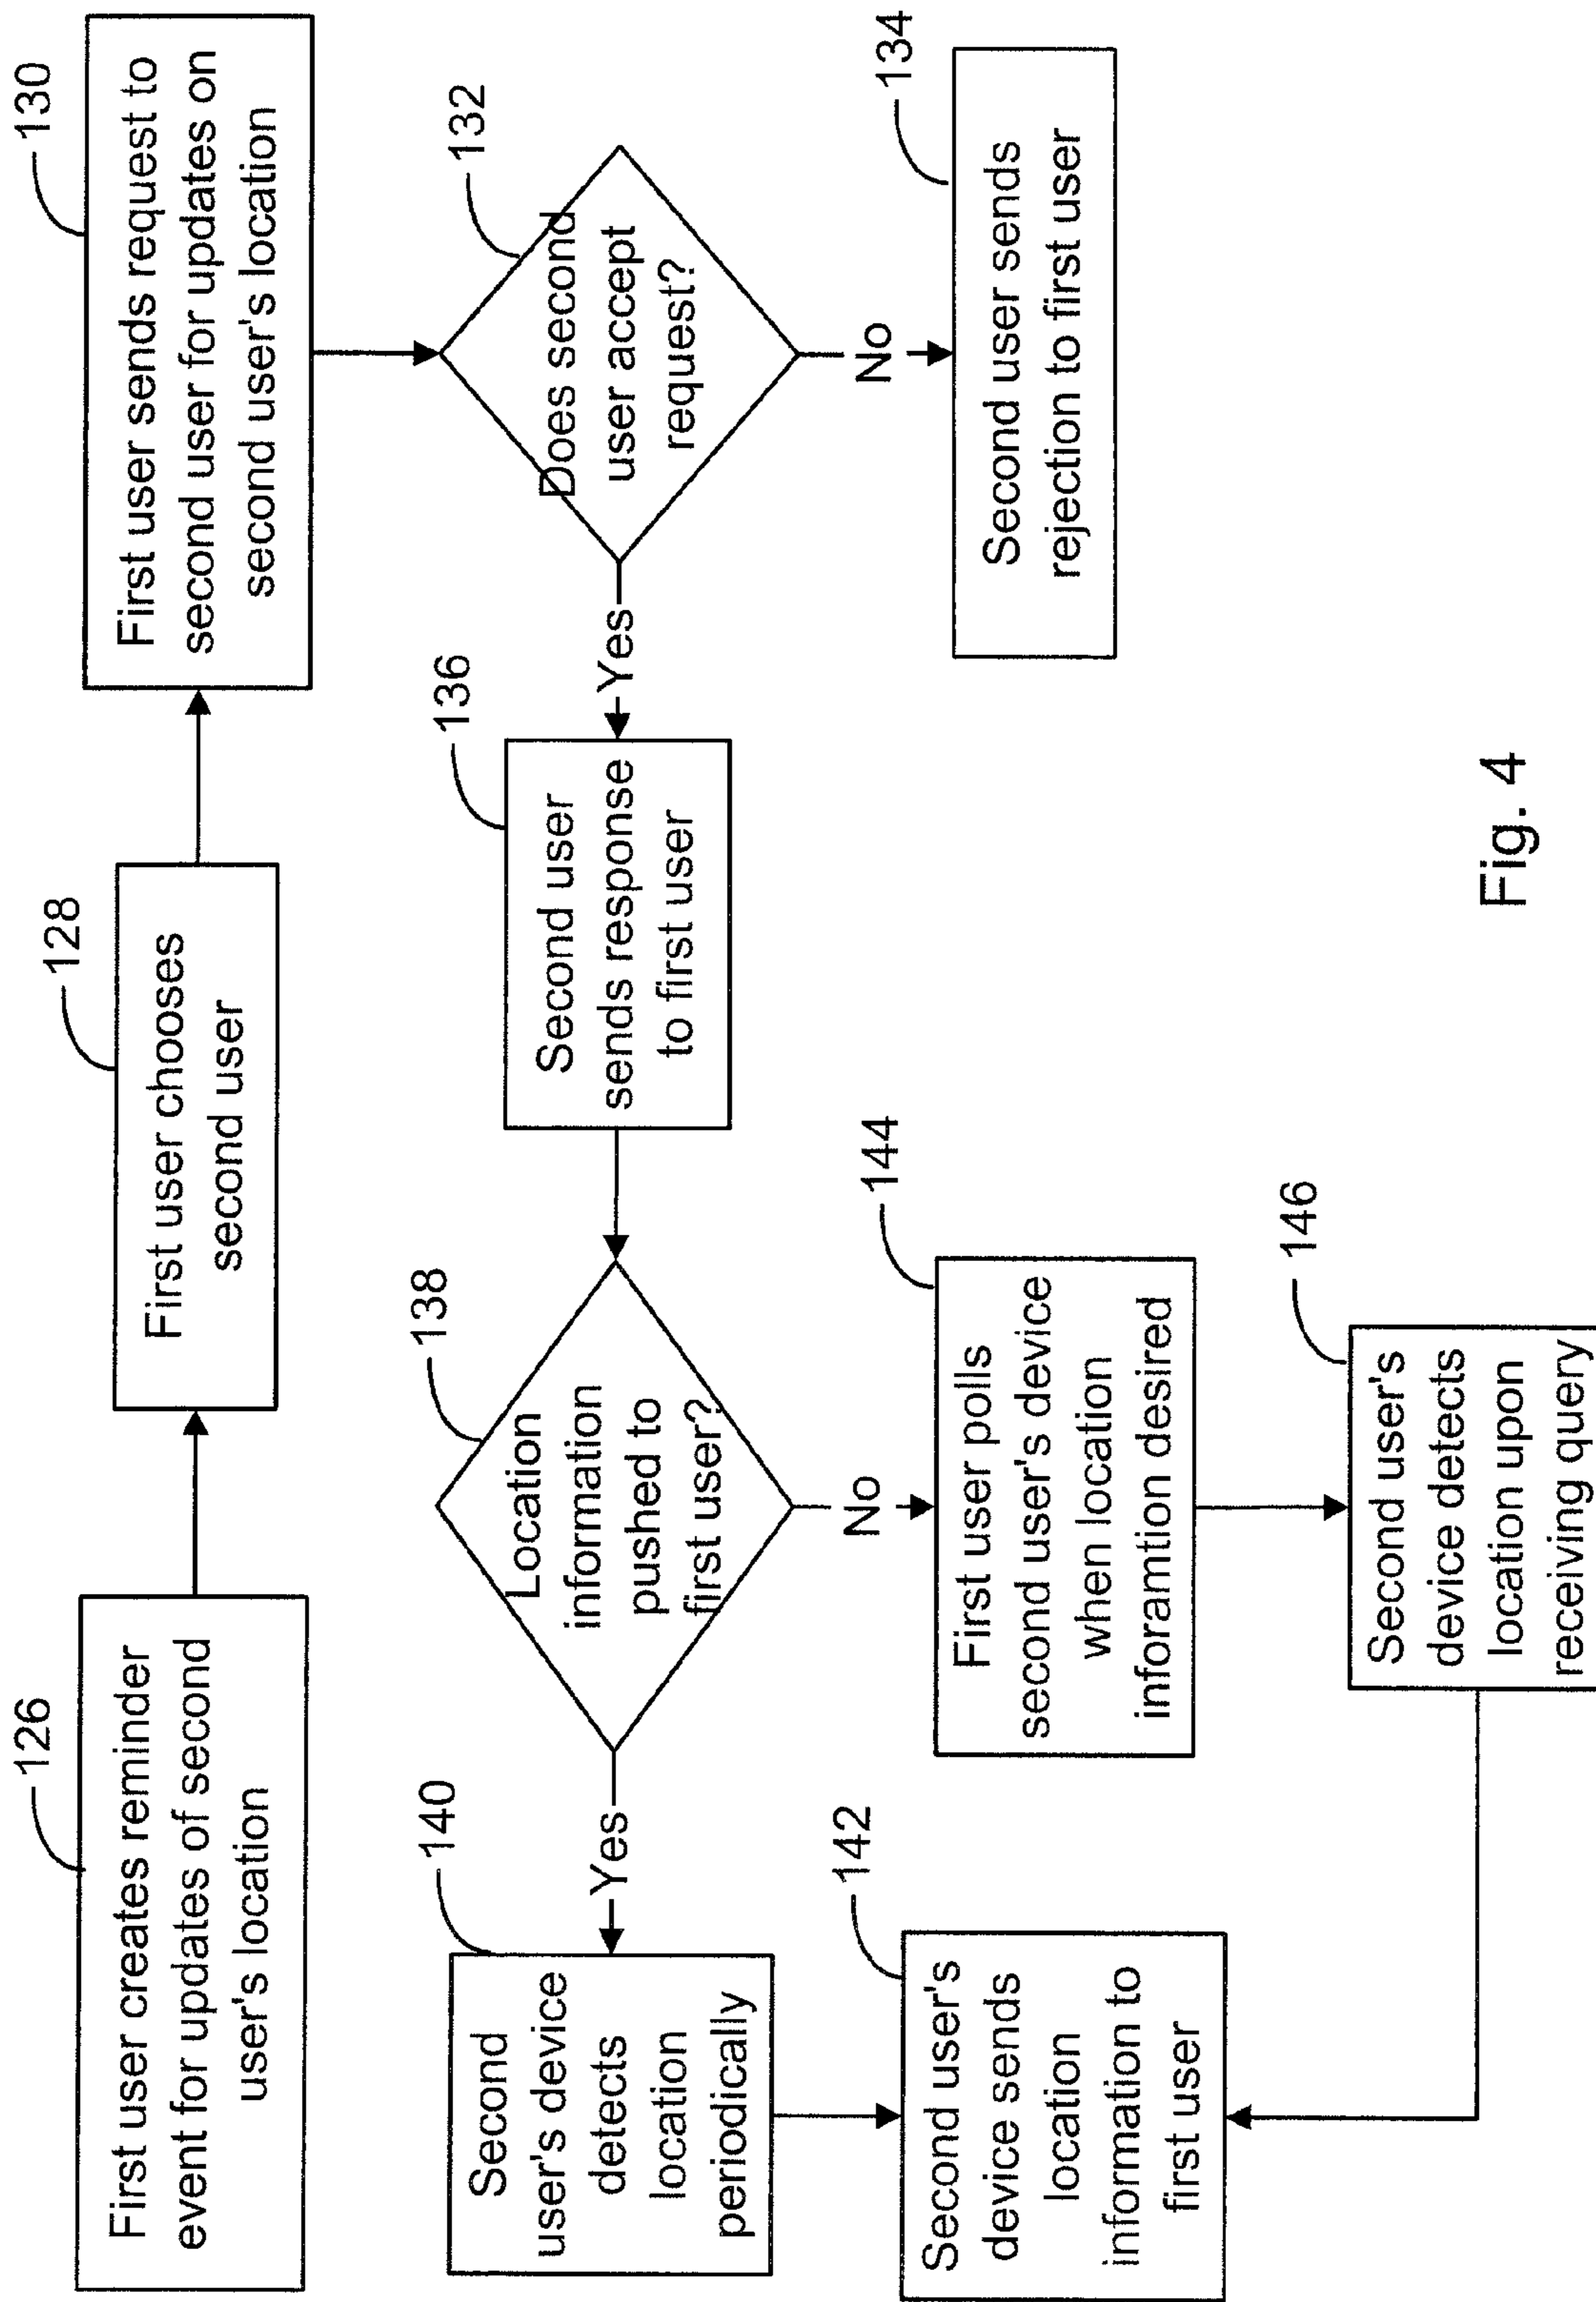 126
First user creates reminder
event for updates of second
user's location
128
First user chooses
second user
130
First user sends request to
second user for updates on
second user's location
132
Does second
user accept
request?
No
134
Second user sends
rejection to first user
Yes
136
Second user
sends response
to first user
138
Location
information
pushed to
first user?
Yes
140
Second
user's device
detects
location
periodically
142
Second user's
device sends
location
information to
first user
No
144
First user polls
second user's device
when location
inforamtion desired
146
Second user's
device detects
location upon
receiving query
Fig. 4